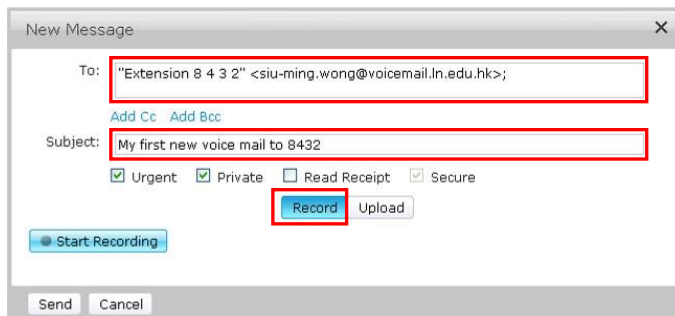 New Message
To: "Extension 8 4 3 2" <siu-ming.wong@voicemail.ln.edu.hk>;
Add Cc Add Bcc
Subject: My first new voice mail to 8432
Urgent Private Read Receipt Secure
Record Upload
Start Recording
Send Cancel